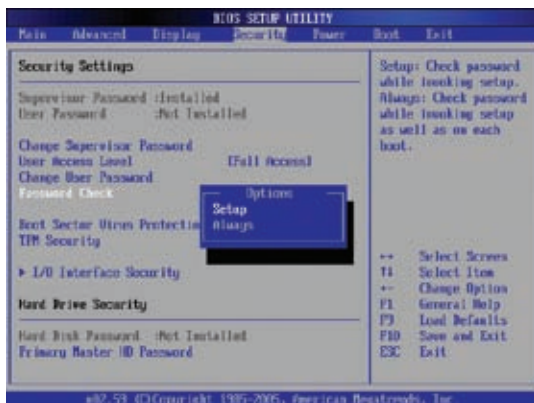 BIOS SETUP UTILITY
Main Advanced Display Security Power Boot Exit
Security Settings
Supervisor Password :Installed
User Password :Not Installed
Change Supervisor Password
User Access Level [Full Access]
Change User Password
Password Check
Boot Sector Virus Protectio
TPM Security
▶ I/O Interface Security
Hard Drive Security
Hard Disk Password :Not Installed
Primary Master HD Password
Options
Setup
Always
Setup: Check password
while invoking setup.
Always: Check password
while invoking setup
as well as on each
boot.
↔ Select Screen
↑↓ Select Item
+- Change Option
F1 General Help
F9 Load Defaults
F10 Save and Exit
ESC Exit
v02.59 (C)Copyright 1985-2005, American Megatrends, Inc